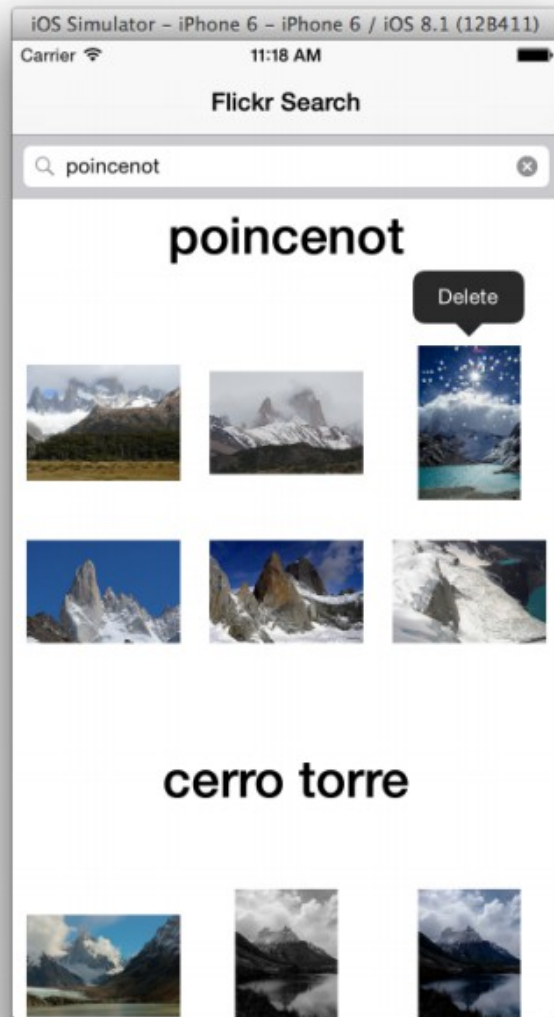 iOS Simulator – iPhone 6 – iPhone 6 / iOS 8.1 (12B411)
Carrier 11:18 AM
Flickr Search
poincenot
poincenot
Delete
cerro torre